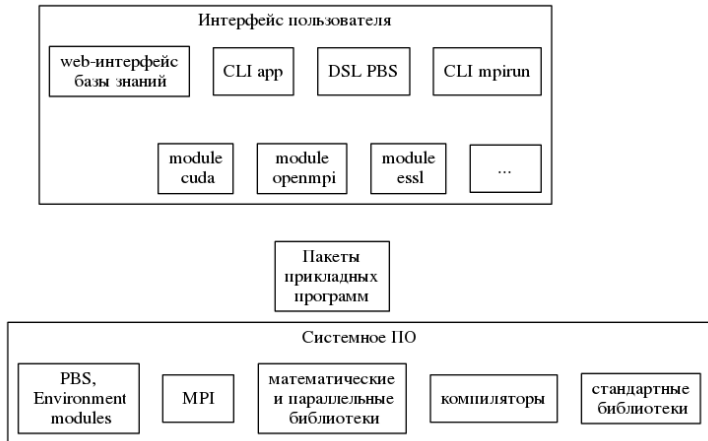 Интерфейс пользователя
web-интерфейс
базы знаний
CLI app
DSL PBS
CLI mpirun
module
cuda
module
openmpi
module
essl
...
Пакеты
прикладных
программ
Системное ПО
PBS,
Environment
modules
MPI
математические
и параллельные
библиотеки
компиляторы
стандартные
библиотеки